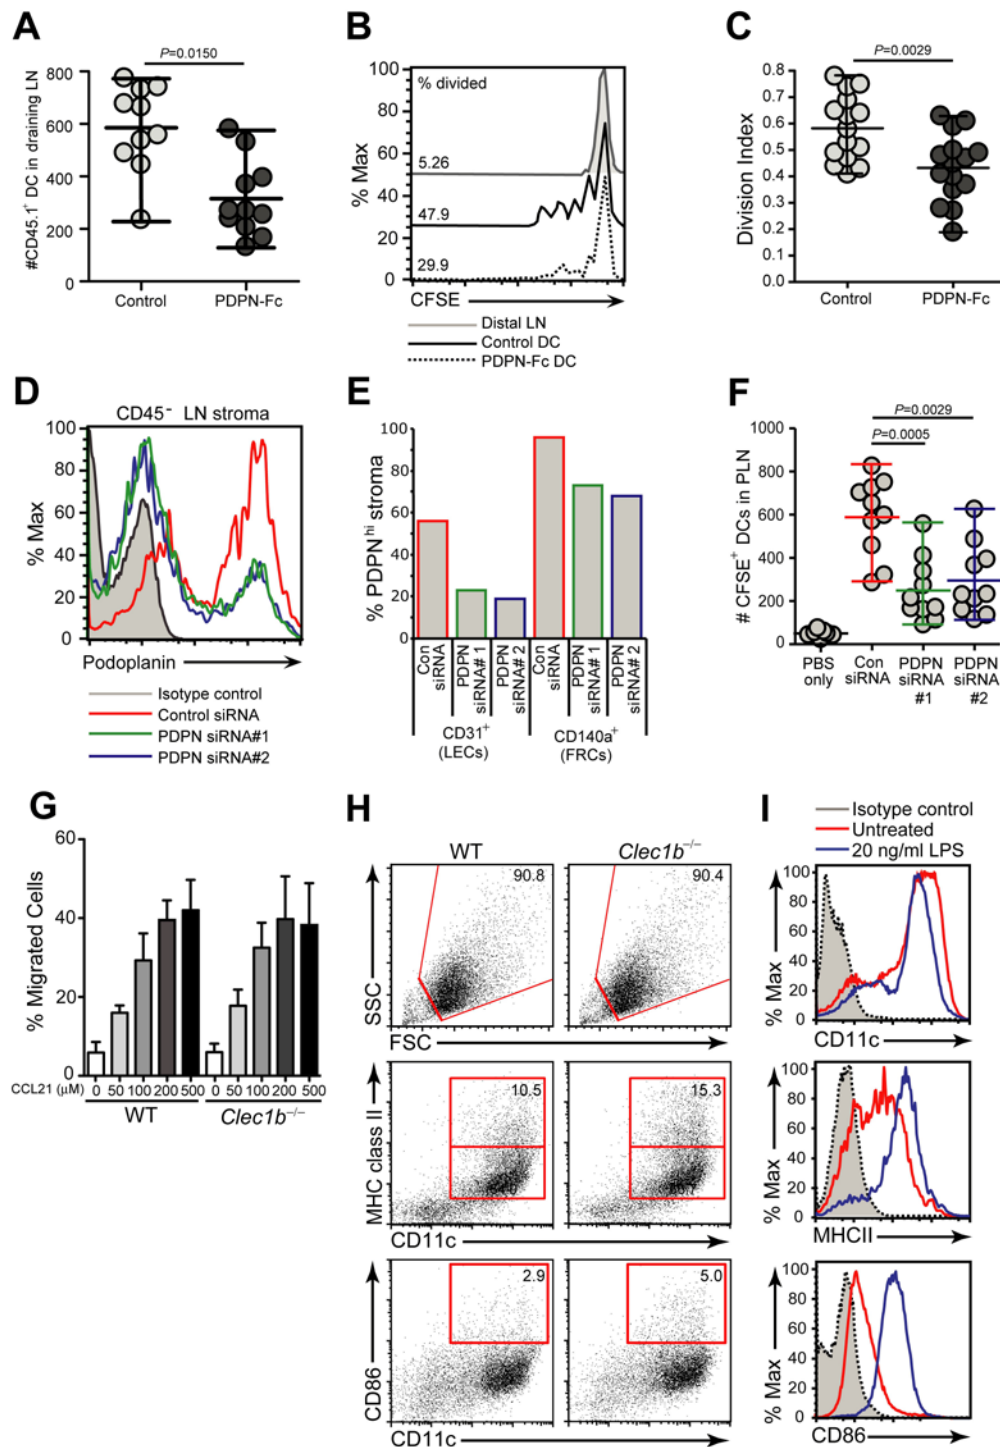 A
P=0.0150
#CD45.1+ DC in draining LN
800
600
400
200
0
Control
PDPN-Fc
B
% Max
100
80
60
40
20
0
% divided
5.26
47.9
29.9
CFSE
Distal LN
Control DC
PDPN-Fc DC
C
P=0.0029
Division Index
0.8
0.7
0.6
0.5
0.4
0.3
0.2
0.1
0.0
Control
PDPN-Fc
D
CD45- LN stroma
% Max
100
80
60
40
20
0
Podoplanin
Isotype control
Control siRNA
PDPN siRNA#1
PDPN siRNA#2
E
% PDPNhi stroma
100
80
60
40
20
0
Con siRNA
PDPN siRNA# 1
PDPN siRNA# 2
Con siRNA
PDPN siRNA# 1
PDPN siRNA# 2
CD31+ (LECs)
CD140a+ (FRCs)
F
P=0.0029
P=0.0005
# CFSE+ DCs in PLN
1000
800
600
400
200
0
PBS only
Con siRNA
PDPN siRNA #1
PDPN siRNA #2
G
% Migrated Cells
60
40
20
0
CCL21 (µM)
0 50 100 200 500
0 50 100 200 500
WT
Clec1b–/–
H
WT
Clec1b–/–
90.8
90.4
SSC
FSC
10.5
15.3
MHC class II
CD11c
2.9
5.0
CD86
CD11c
I
Isotype control
Untreated
20 ng/ml LPS
% Max
100
80
60
40
20
0
CD11c
% Max
100
80
60
40
20
0
MHCII
% Max
100
80
60
40
20
0
CD86